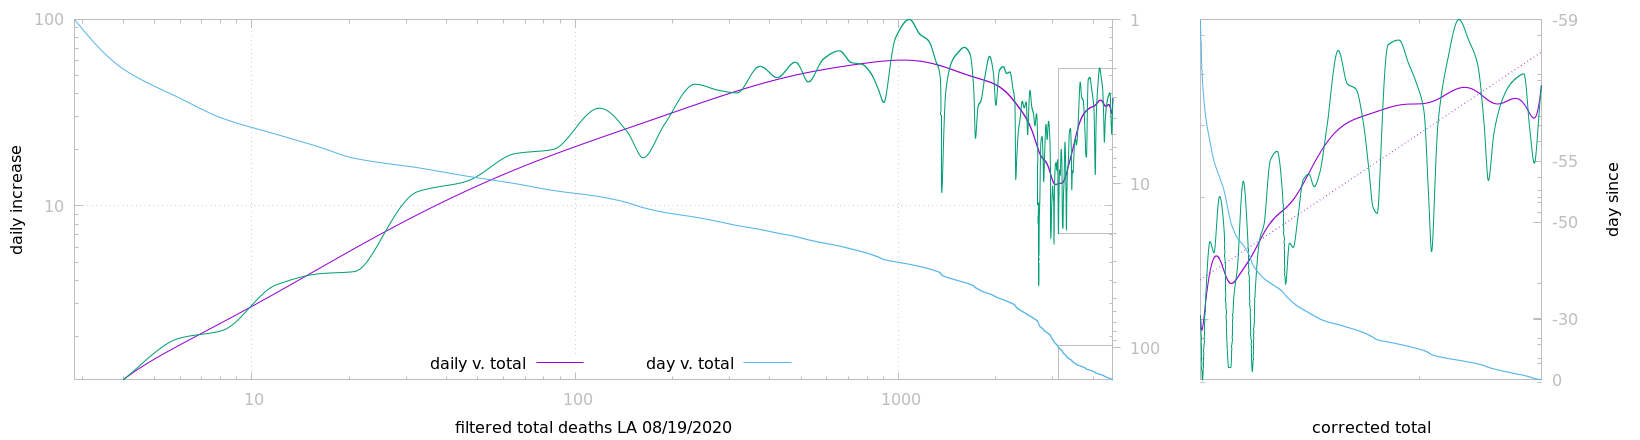 100
10
daily increase
10
100
1000
filtered total deaths LA 08/19/2020
daily v. total
day v. total
1
10
100
-59
-55
-50
-30
0
day since
corrected total